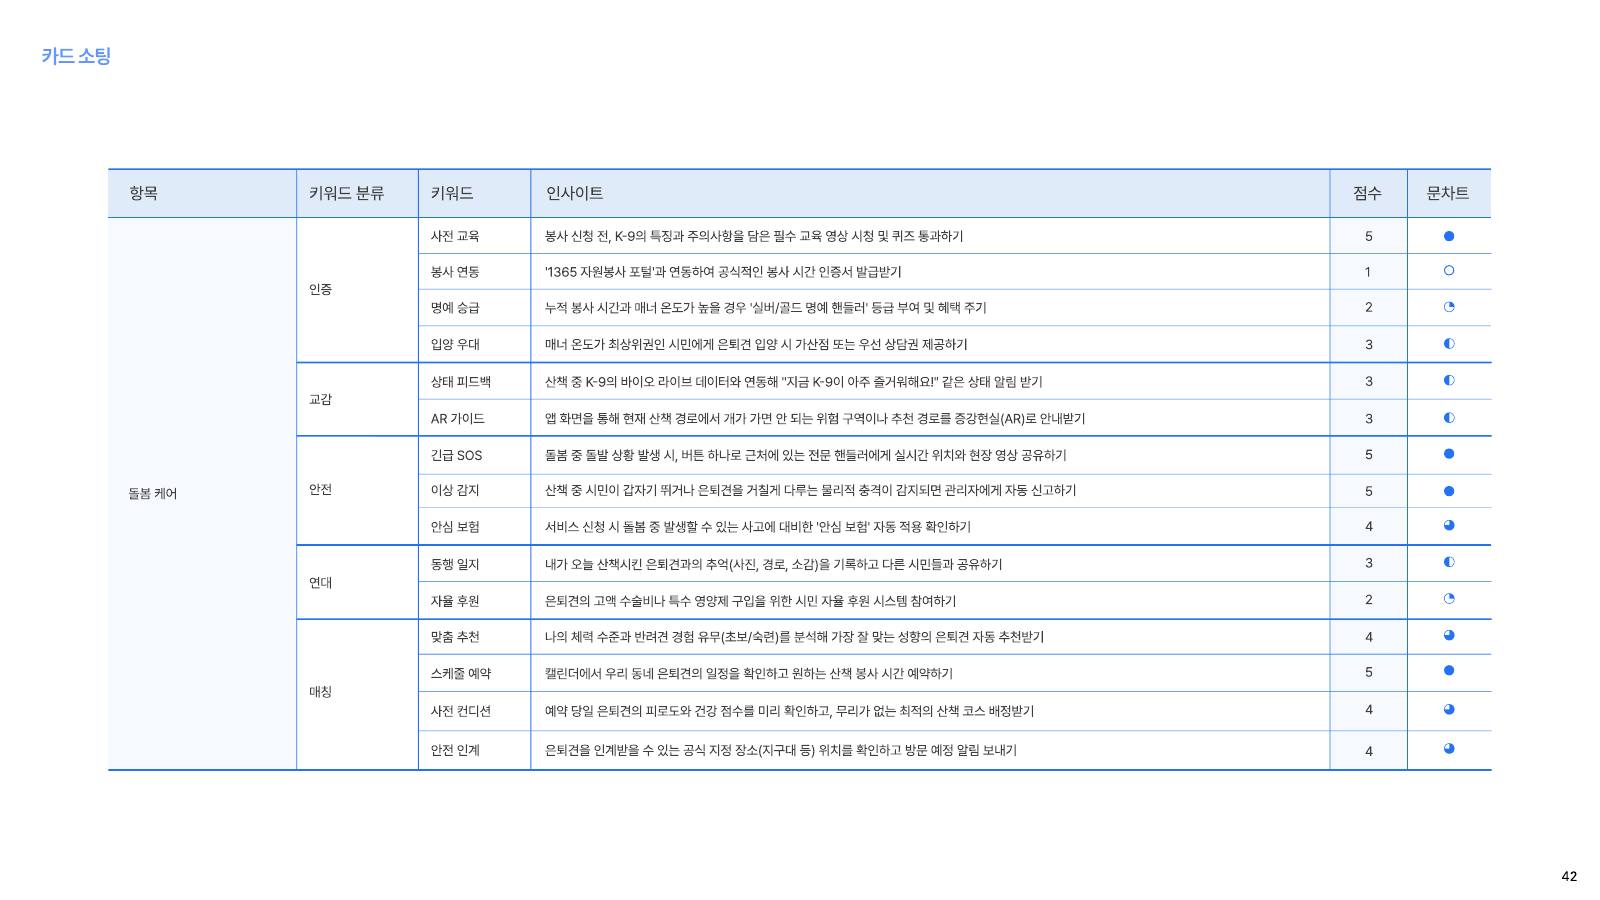 카드 소팅
항목 키워드 분류 키워드 인사이트 점수 문차트
돌봄 케어
인증
사전 교육 봉사 신청 전, K-9의 특징과 주의사항을 담은 필수 교육 영상 시청 및 퀴즈 통과하기 5
봉사 연동 '1365 자원봉사 포털'과 연동하여 공식적인 봉사 시간 인증서 발급받기 1
명예 승급 누적 봉사 시간과 매너 온도가 높을 경우 '실버/골드 명예 핸들러' 등급 부여 및 혜택 주기 2
입양 우대 매너 온도가 최상위권인 시민에게 은퇴견 입양 시 가산점 또는 우선 상담권 제공하기 3
교감
상태 피드백 산책 중 K-9의 바이오 라이브 데이터와 연동해 "지금 K-9이 아주 즐거워해요!" 같은 상태 알림 받기 3
AR 가이드 앱 화면을 통해 현재 산책 경로에서 개가 가면 안 되는 위험 구역이나 추천 경로를 증강현실(AR)로 안내받기 3
안전
긴급 SOS 돌봄 중 돌발 상황 발생 시, 버튼 하나로 근처에 있는 전문 핸들러에게 실시간 위치와 현장 영상 공유하기 5
이상 감지 산책 중 시민이 갑자기 뛰거나 은퇴견을 거칠게 다루는 물리적 충격이 감지되면 관리자에게 자동 신고하기 5
안심 보험 서비스 신청 시 돌봄 중 발생할 수 있는 사고에 대비한 '안심 보험' 자동 적용 확인하기 4
연대
동행 일지 내가 오늘 산책시킨 은퇴견과의 추억(사진, 경로, 소감)을 기록하고 다른 시민들과 공유하기 3
자율 후원 은퇴견의 고액 수술비나 특수 영양제 구입을 위한 시민 자율 후원 시스템 참여하기 2
매칭
맞춤 추천 나의 체력 수준과 반려견 경험 유무(초보/숙련)를 분석해 가장 잘 맞는 성향의 은퇴견 자동 추천받기 4
스케줄 예약 캘린더에서 우리 동네 은퇴견의 일정을 확인하고 원하는 산책 봉사 시간 예약하기 5
사전 컨디션 예약 당일 은퇴견의 피로도와 건강 점수를 미리 확인하고, 무리가 없는 최적의 산책 코스 배정받기 4
안전 인계 은퇴견을 인계받을 수 있는 공식 지정 장소(지구대 등) 위치를 확인하고 방문 예정 알림 보내기 4
42